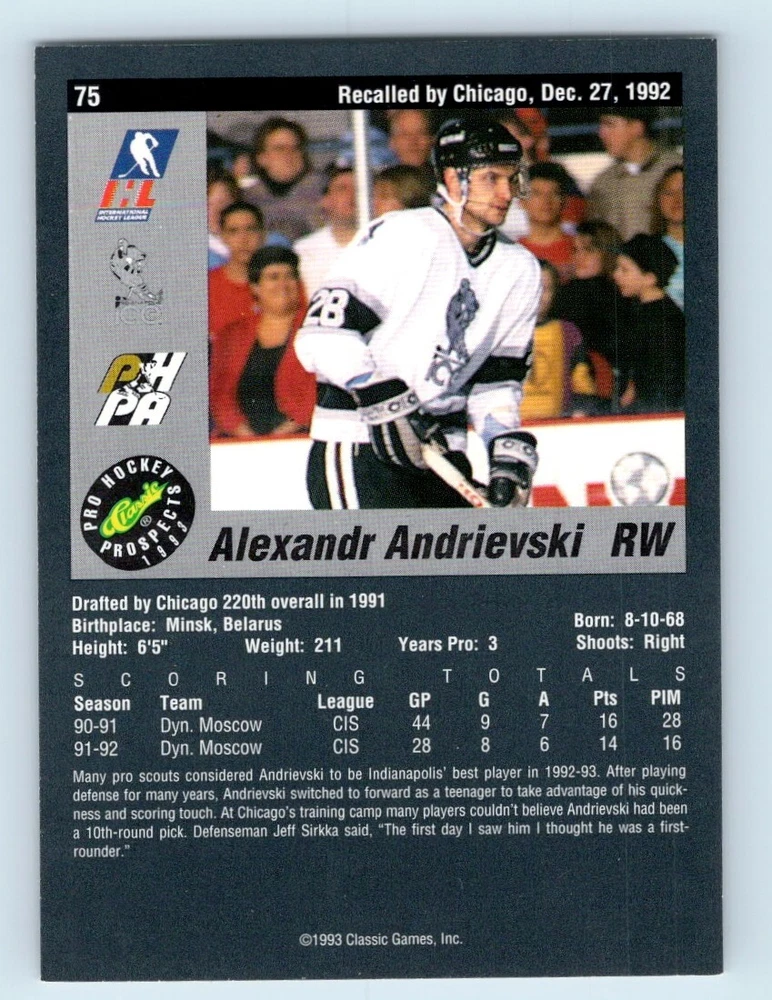 75 Recalled by Chicago, Dec. 27, 1992
IHL
INTERNATIONAL
HOCKEY LEAGUE
ICE
PHPA
PRO HOCKEY
Classic®
PROSPECTS
1993
28
Alexandr Andrievski RW
Drafted by Chicago 220th overall in 1991
Birthplace: Minsk, Belarus Born: 8-10-68
Height: 6'5" Weight: 211 Years Pro: 3 Shoots: Right
SCORING TOTALS
Season Team League GP G A Pts PIM
90-91 Dyn. Moscow CIS 44 9 7 16 28
91-92 Dyn. Moscow CIS 28 8 6 14 16
Many pro scouts considered Andrievski to be Indianapolis' best player in 1992-93. After playing
defense for many years, Andrievski switched to forward as a teenager to take advantage of his quick-
ness and scoring touch. At Chicago's training camp many players couldn't believe Andrievski had been
a 10th-round pick. Defenseman Jeff Sirkka said, "The first day I saw him I thought he was a first-
rounder."
©1993 Classic Games, Inc.